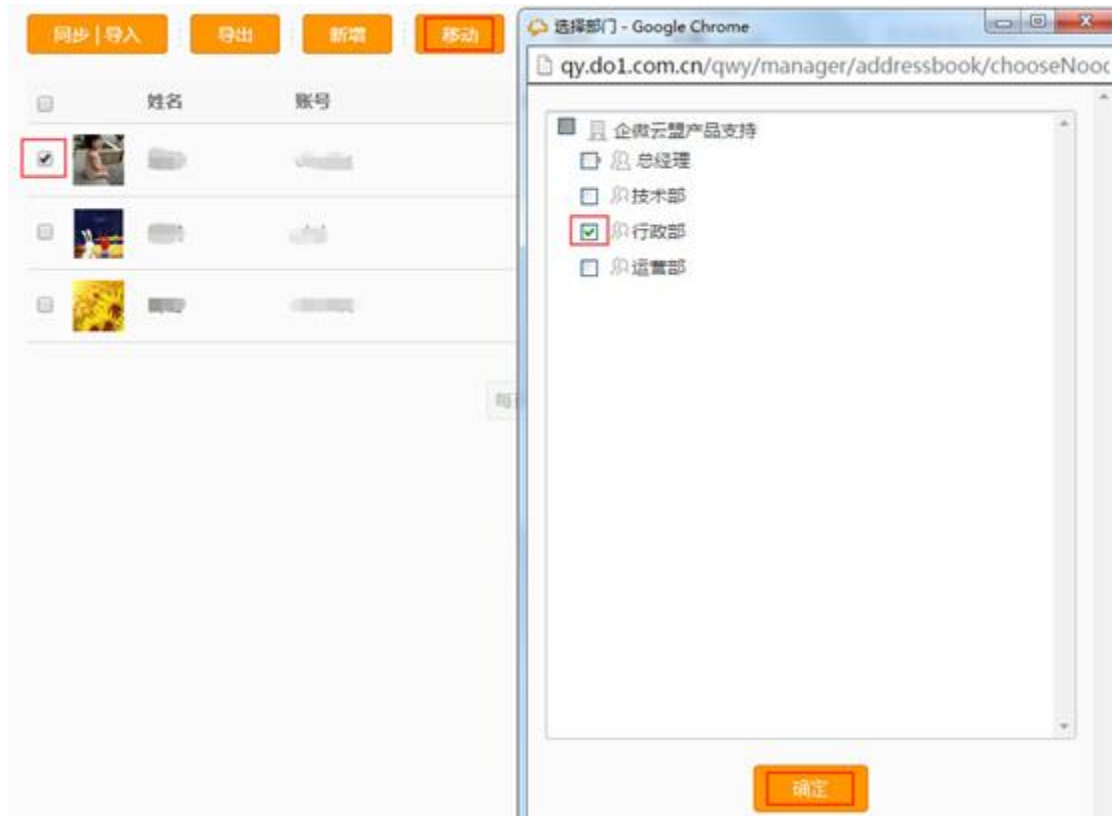 同步 | 导入
导出
新增
移动
姓名
账号
选择部门 - Google Chrome
qy.do1.com.cn/qwy/manager/addressbook/chooseNooc
企微云盟产品支持
总经理
技术部
行政部
运营部
每
确定